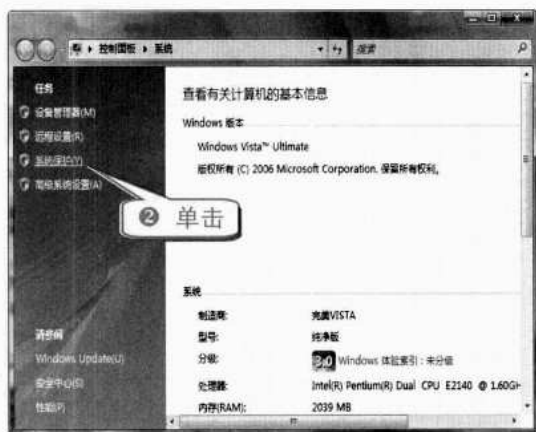 控制面板 系统
搜索
任务
设备管理器(M)
远程设置(R)
系统保护(Y)
高级系统设置(A)
❷ 单击
请参阅
Windows Update(U)
安全中心(S)
性能(P)
查看有关计算机的基本信息
Windows 版本
Windows Vista™ Ultimate
版权所有 (C) 2006 Microsoft Corporation. 保留所有权利。
系统
制造商: 完美VISTA
型号: 纯净版
分级: 3.0 Windows 体验索引：未分级
处理器: Intel(R) Pentium(R) Dual CPU E2140 @ 1.60GH
内存(RAM): 2039 MB